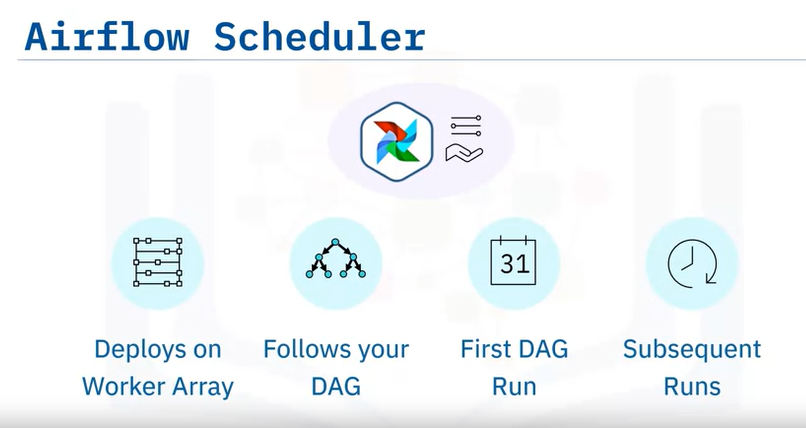 Airflow Scheduler
31
Deploys on
Worker Array
Follows your
DAG
First DAG
Run
Subsequent
Runs